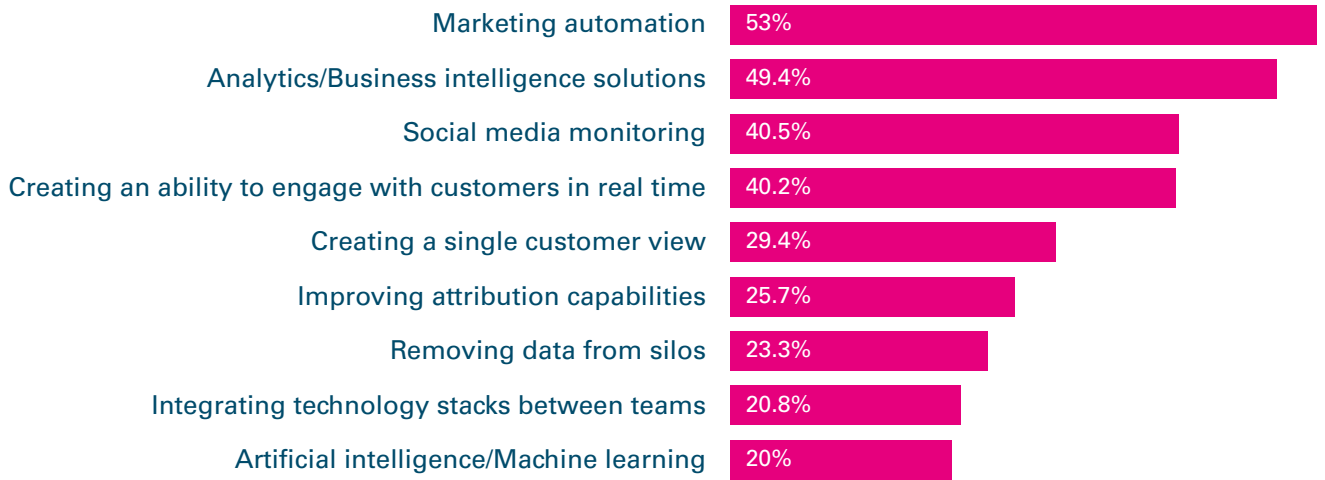 Marketing automation 53%
Analytics/Business intelligence solutions 49.4%
Social media monitoring 40.5%
Creating an ability to engage with customers in real time 40.2%
Creating a single customer view 29.4%
Improving attribution capabilities 25.7%
Removing data from silos 23.3%
Integrating technology stacks between teams 20.8%
Artificial intelligence/Machine learning 20%